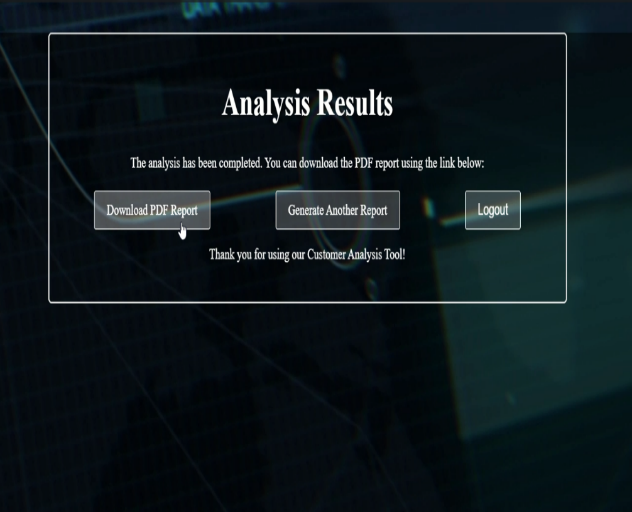 Analysis Results
The analysis has been completed. You can download the PDF report using the link below:
Download PDF Report
Generate Another Report
Logout
Thank you for using our Customer Analysis Tool!